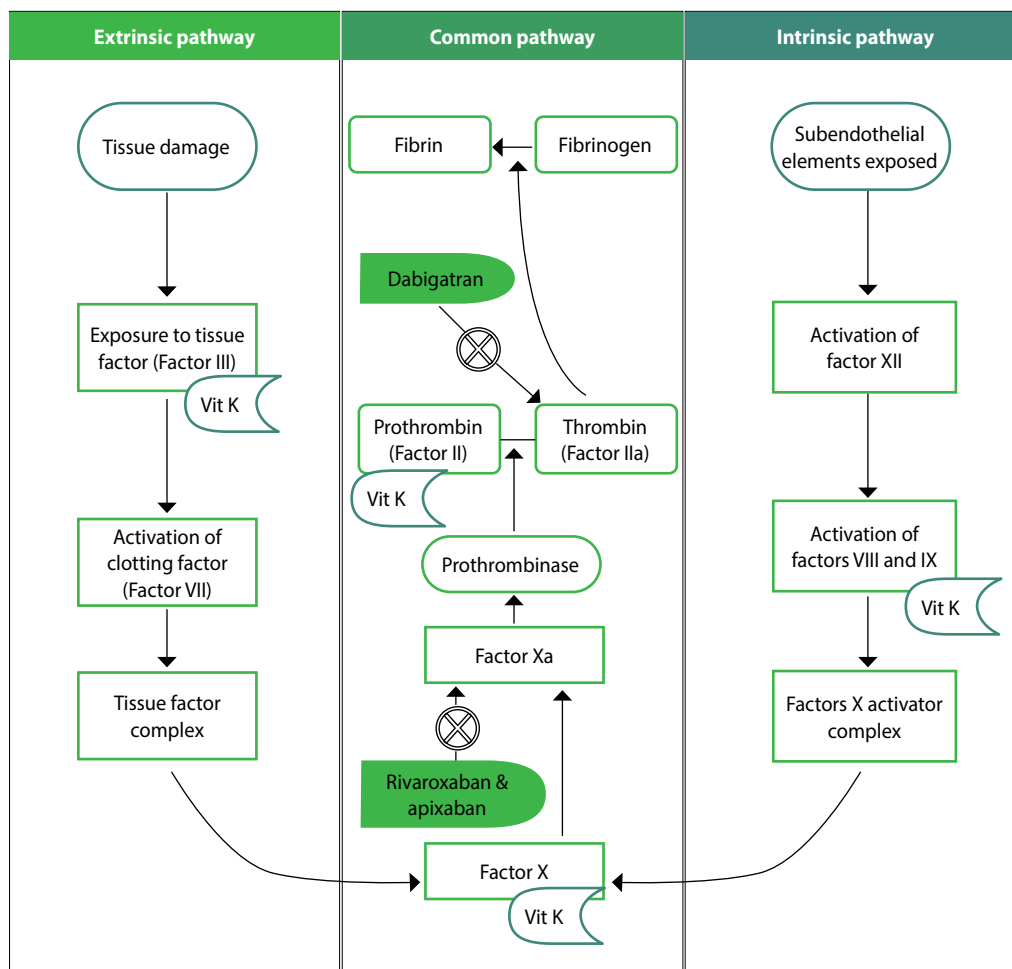 Extrinsic pathway
Common pathway
Intrinsic pathway
Tissue damage
Exposure to tissue
factor (Factor III)
Vit K
Activation of
clotting factor
(Factor VII)
Tissue factor
complex
Fibrin
Fibrinogen
Dabigatran
Prothrombin
(Factor II)
Thrombin
(Factor IIa)
Vit K
Prothrombinase
Factor Xa
Rivaroxaban &
apixaban
Factor X
Vit K
Subendothelial
elements exposed
Activation of
factor XII
Activation of
factors VIII and IX
Vit K
Factors X activator
complex